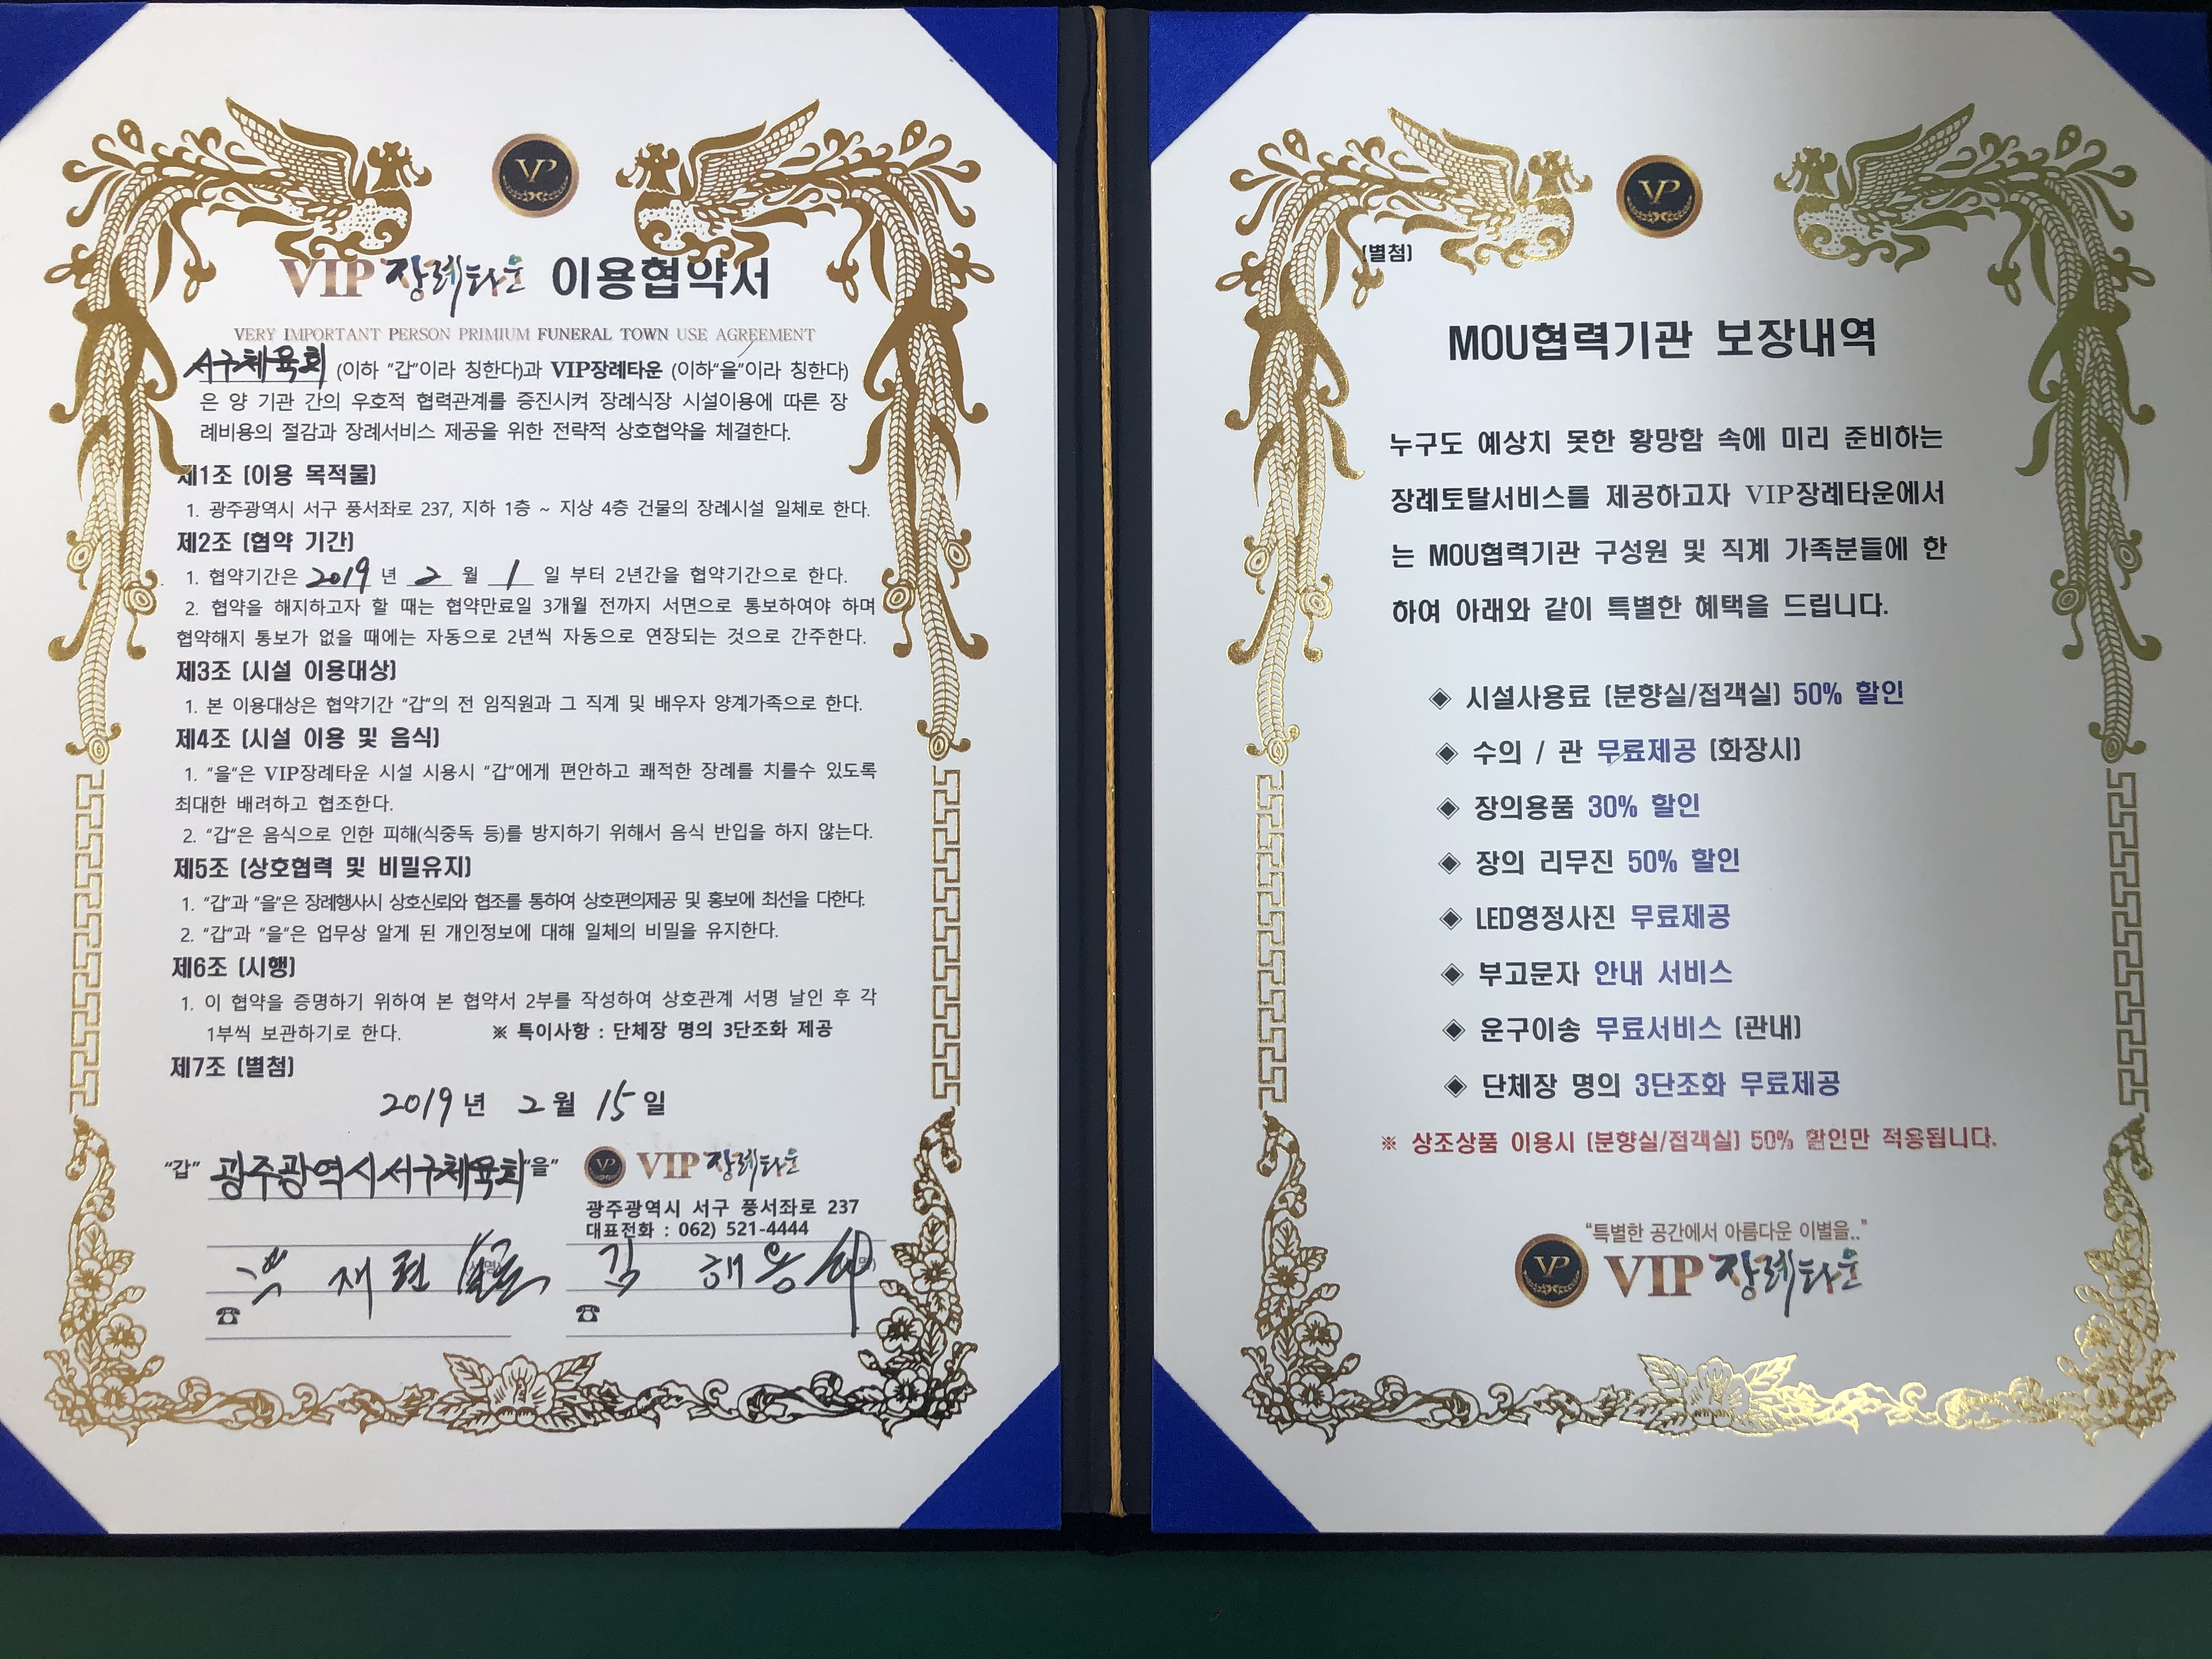 VP
VIP 장례타운 이용협약서
VERY IMPORTANT PERSON PRIMIUM FUNERAL TOWN USE AGREEMENT
서구체육회 (이하 "갑"이라 칭한다)과 VIP장례타운 (이하"을"이라 칭한다)
은 양 기관 간의 우호적 협력관계를 증진시켜 장례식장 시설이용에 따른 장
례비용의 절감과 장례서비스 제공을 위한 전략적 상호협약을 체결한다.
제1조 (이용 목적물)
1. 광주광역시 서구 풍서좌로 237, 지하 1층 ~ 지상 4층 건물의 장례시설 일체로 한다.
제2조 (협약 기간)
1. 협약기간은 2019 년 2 월 1 일 부터 2년간을 협약기간으로 한다.
2. 협약을 해지하고자 할 때는 협약만료일 3개월 전까지 서면으로 통보하여야 하며
협약해지 통보가 없을 때에는 자동으로 2년씩 자동으로 연장되는 것으로 간주한다.
제3조 (시설 이용대상)
1. 본 이용대상은 협약기간 "갑"의 전 임직원과 그 직계 및 배우자 양계가족으로 한다.
제4조 (시설 이용 및 음식)
1. "을"은 VIP장례타운 시설 시용시 "갑"에게 편안하고 쾌적한 장례를 치를수 있도록
최대한 배려하고 협조한다.
2. "갑"은 음식으로 인한 피해(식중독 등)를 방지하기 위해서 음식 반입을 하지 않는다.
제5조 (상호협력 및 비밀유지)
1. "갑"과 "을"은 장례행사시 상호신뢰와 협조를 통하여 상호편의제공 및 홍보에 최선을 다한다.
2. "갑"과 "을"은 업무상 알게 된 개인정보에 대해 일체의 비밀을 유지한다.
제6조 (시행)
1. 이 협약을 증명하기 위하여 본 협약서 2부를 작성하여 상호관계 서명 날인 후 각
1부씩 보관하기로 한다. ※ 특이사항 : 단체장 명의 3단조화 제공
제7조 (별첨)
2019 년 2 월 15 일
"갑" 광주광역시서구체육회 "을" VP VIP 장례타운
광주광역시 서구 풍서좌로 237
대표전화 : 062) 521-4444
재 김 해용
VP
(별첨)
MOU협력기관 보장내역
누구도 예상치 못한 황망함 속에 미리 준비하는
장례토탈서비스를 제공하고자 VIP장례타운에서
는 MOU협력기관 구성원 및 직계 가족분들에 한
하여 아래와 같이 특별한 혜택을 드립니다.
◈ 시설사용료 (분향실/접객실) 50% 할인
◈ 수의 / 관 무료제공 (화장시)
◈ 장의용품 30% 할인
◈ 장의 리무진 50% 할인
◈ LED영정사진 무료제공
◈ 부고문자 안내 서비스
◈ 운구이송 무료서비스 (관내)
◈ 단체장 명의 3단조화 무료제공
※ 상조상품 이용시 (분향실/접객실) 50% 할인만 적용됩니다.
"특별한 공간에서 아름다운 이별을.."
VP VIP 장례타운